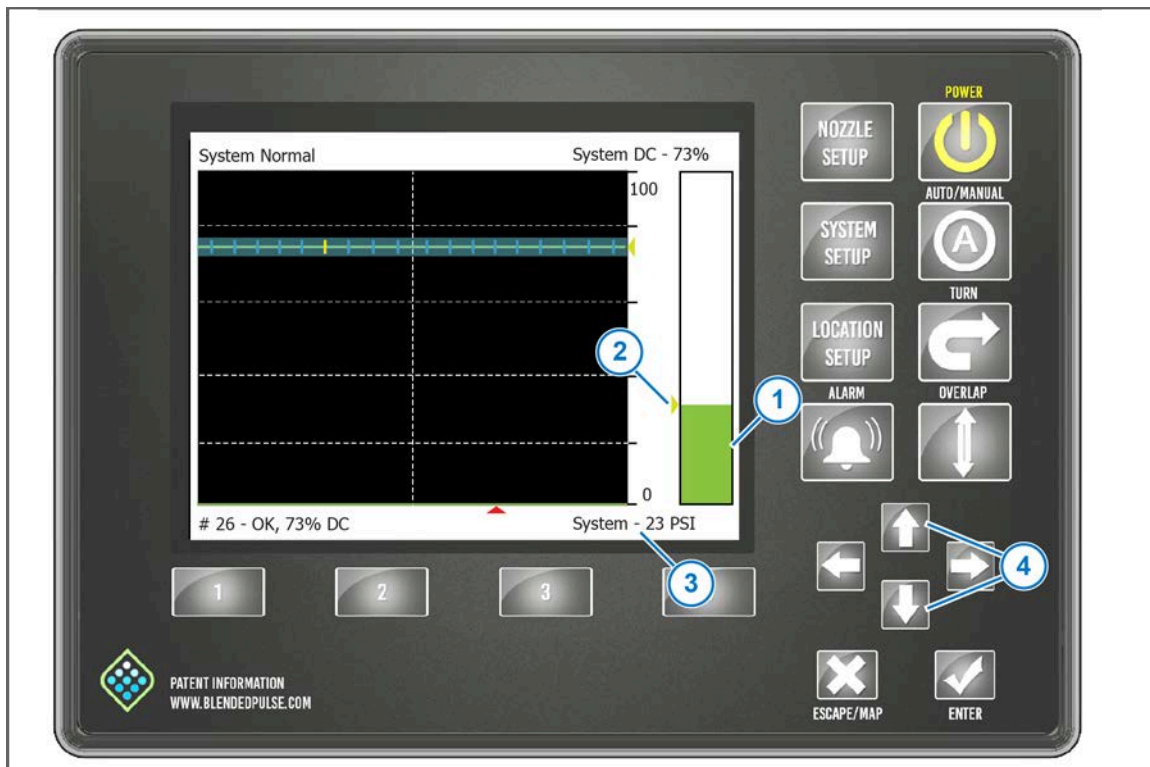 POWER
NOZZLE
SETUP
System Normal
System DC - 73%
100
AUTO/MANUAL
SYSTEM
SETUP
A
TURN
2
LOCATION
SETUP
1
ALARM
OVERLAP
0
# 26 - OK, 73% DC
System - 23 PSI
1
2
3
3
4
PATENT INFORMATION
WWW.BLENDEDPULSE.COM
ESCAPE/MAP
ENTER